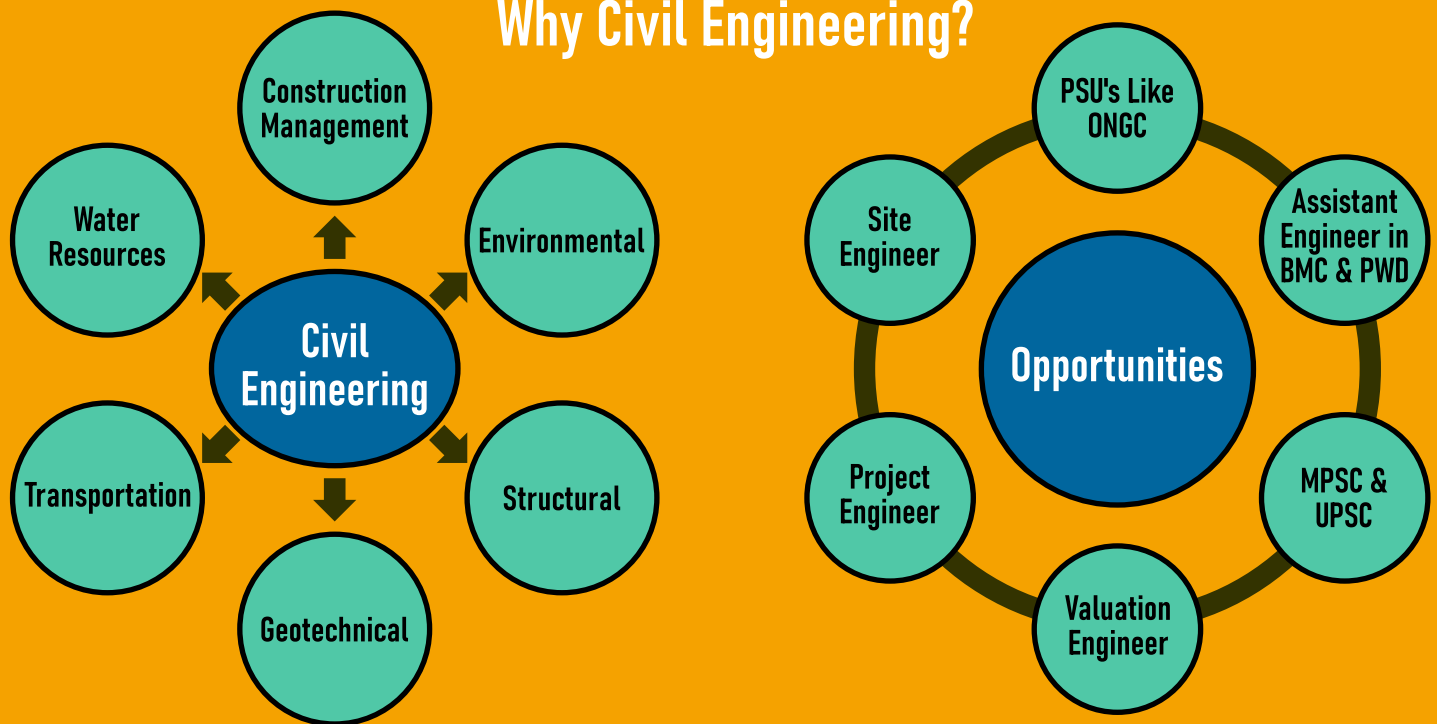 Why Civil Engineering?
Construction
Management
Environmental
Structural
Geotechnical
Transportation
Water
Resources
Civil
Engineering
PSU's Like
ONGC
Assistant
Engineer in
BMC & PWD
MPSC &
UPSC
Valuation
Engineer
Project
Engineer
Site
Engineer
Opportunities